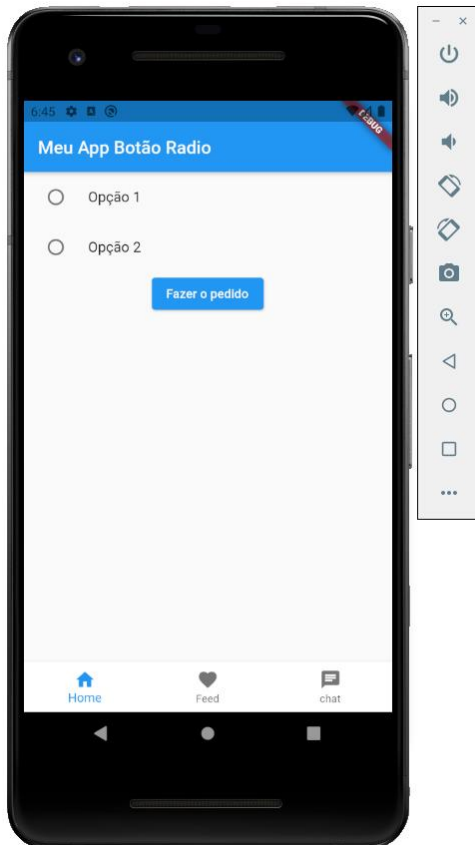 6:45
DEBUG
Meu App Botão Radio
Opção 1
Opção 2
Fazer o pedido
Home
Feed
chat